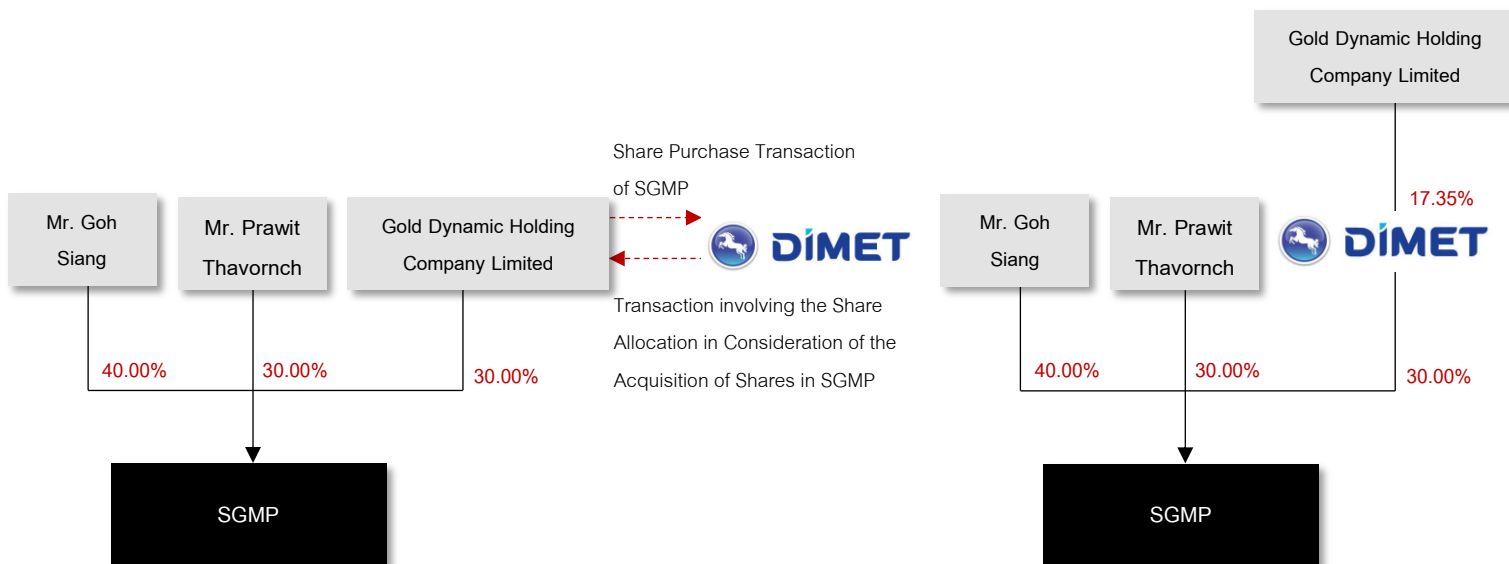 Gold Dynamic Holding
Company Limited
Share Purchase Transaction
of SGMP
17.35%
Mr. Goh
Siang
Mr. Prawit
Thavornch
Gold Dynamic Holding
Company Limited
DIMET
Mr. Goh
Siang
Mr. Prawit
Thavornch
DIMET
Transaction involving the Share
Allocation in Consideration of the
Acquisition of Shares in SGMP
40.00%
30.00%
30.00%
40.00%
30.00%
30.00%
SGMP
SGMP